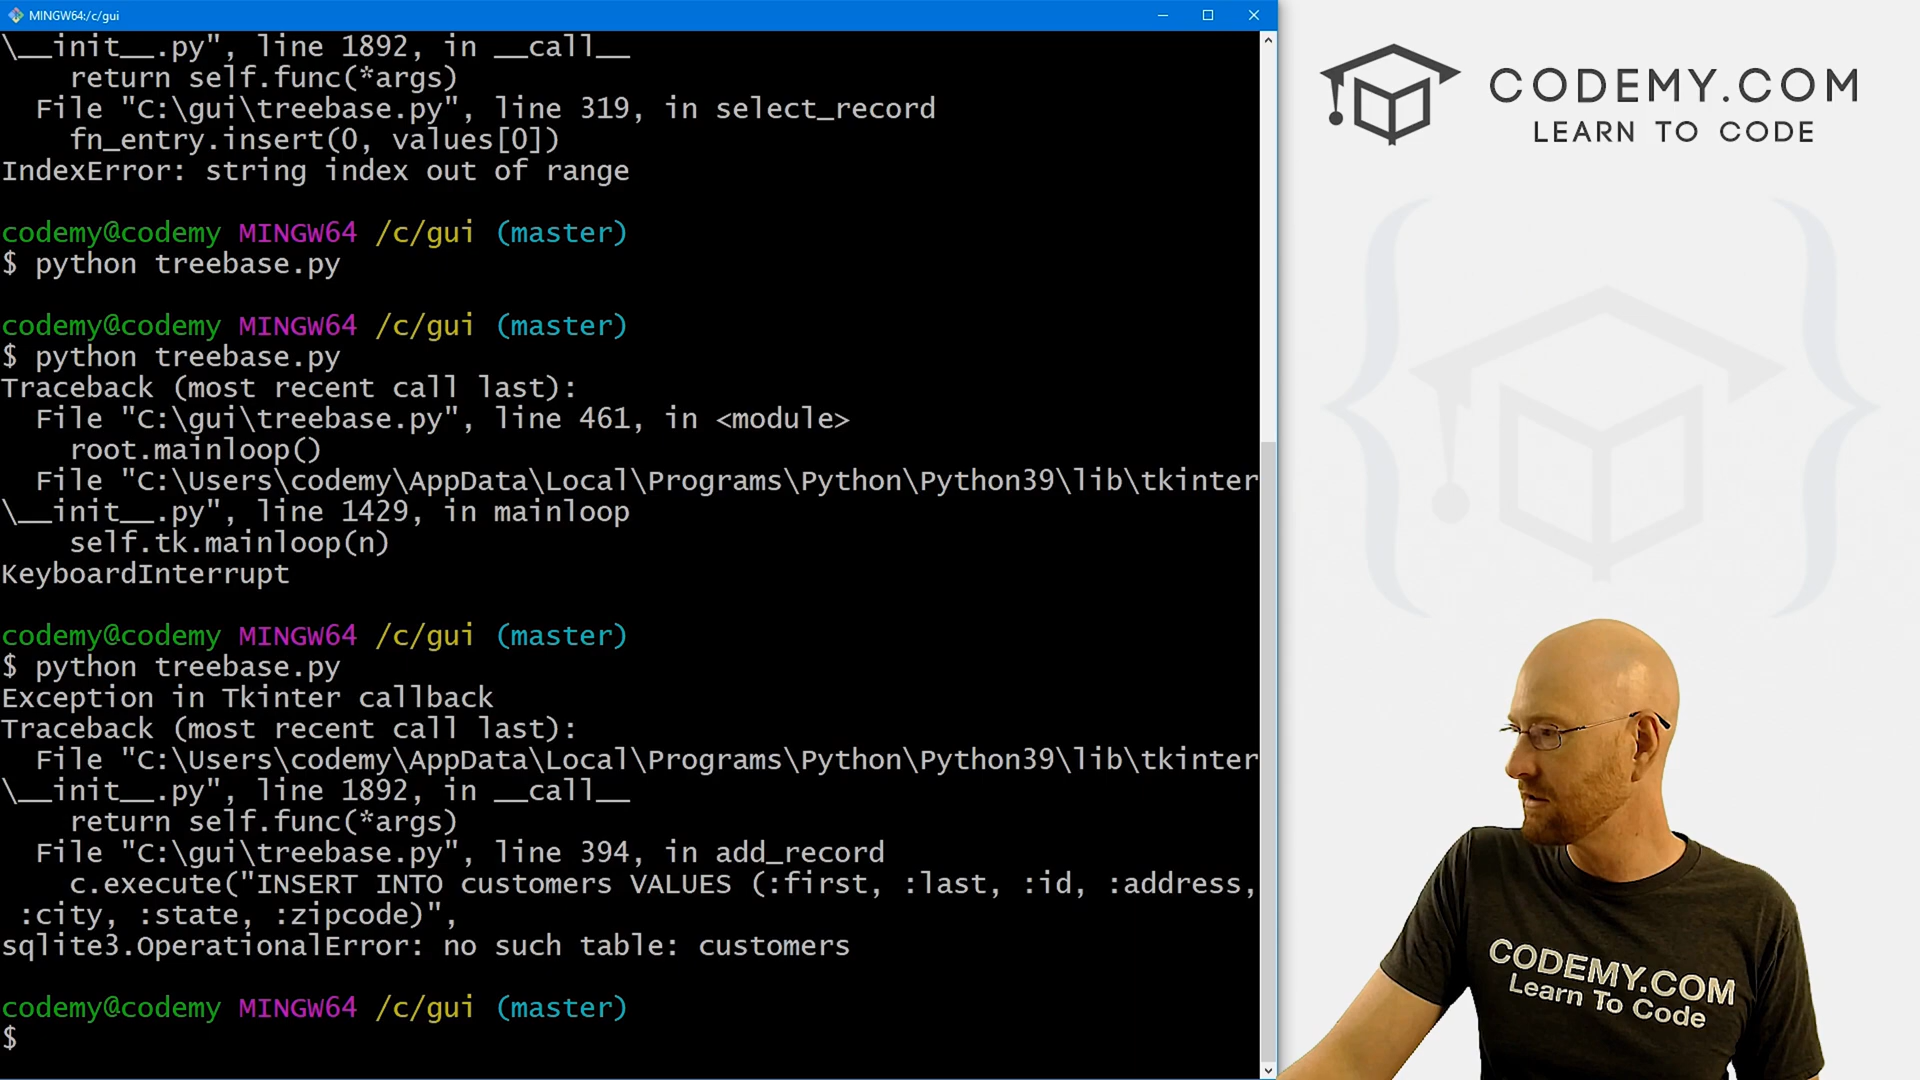 MINGW64:/c/gui
\__init__.py", line 1892, in __call__
    return self.func(*args)
  File "C:\gui\treebase.py", line 319, in select_record
    fn_entry.insert(0, values[0])
IndexError: string index out of range
codemy@codemy MINGW64 /c/gui (master)
$ python treebase.py
codemy@codemy MINGW64 /c/gui (master)
$ python treebase.py
Traceback (most recent call last):
  File "C:\gui\treebase.py", line 461, in <module>
    root.mainloop()
  File "C:\Users\codemy\AppData\Local\Programs\Python\Python39\lib\tkinter
\__init__.py", line 1429, in mainloop
    self.tk.mainloop(n)
KeyboardInterrupt
codemy@codemy MINGW64 /c/gui (master)
$ python treebase.py
Exception in Tkinter callback
Traceback (most recent call last):
  File "C:\Users\codemy\AppData\Local\Programs\Python\Python39\lib\tkinter
\__init__.py", line 1892, in __call__
    return self.func(*args)
  File "C:\gui\treebase.py", line 394, in add_record
    c.execute("INSERT INTO customers VALUES (:first, :last, :id, :address,
 :city, :state, :zipcode)",
sqlite3.OperationalError: no such table: customers
codemy@codemy MINGW64 /c/gui (master)
$
CODEMY.COM
LEARN TO CODE
CODEMY.COM
Learn To Code